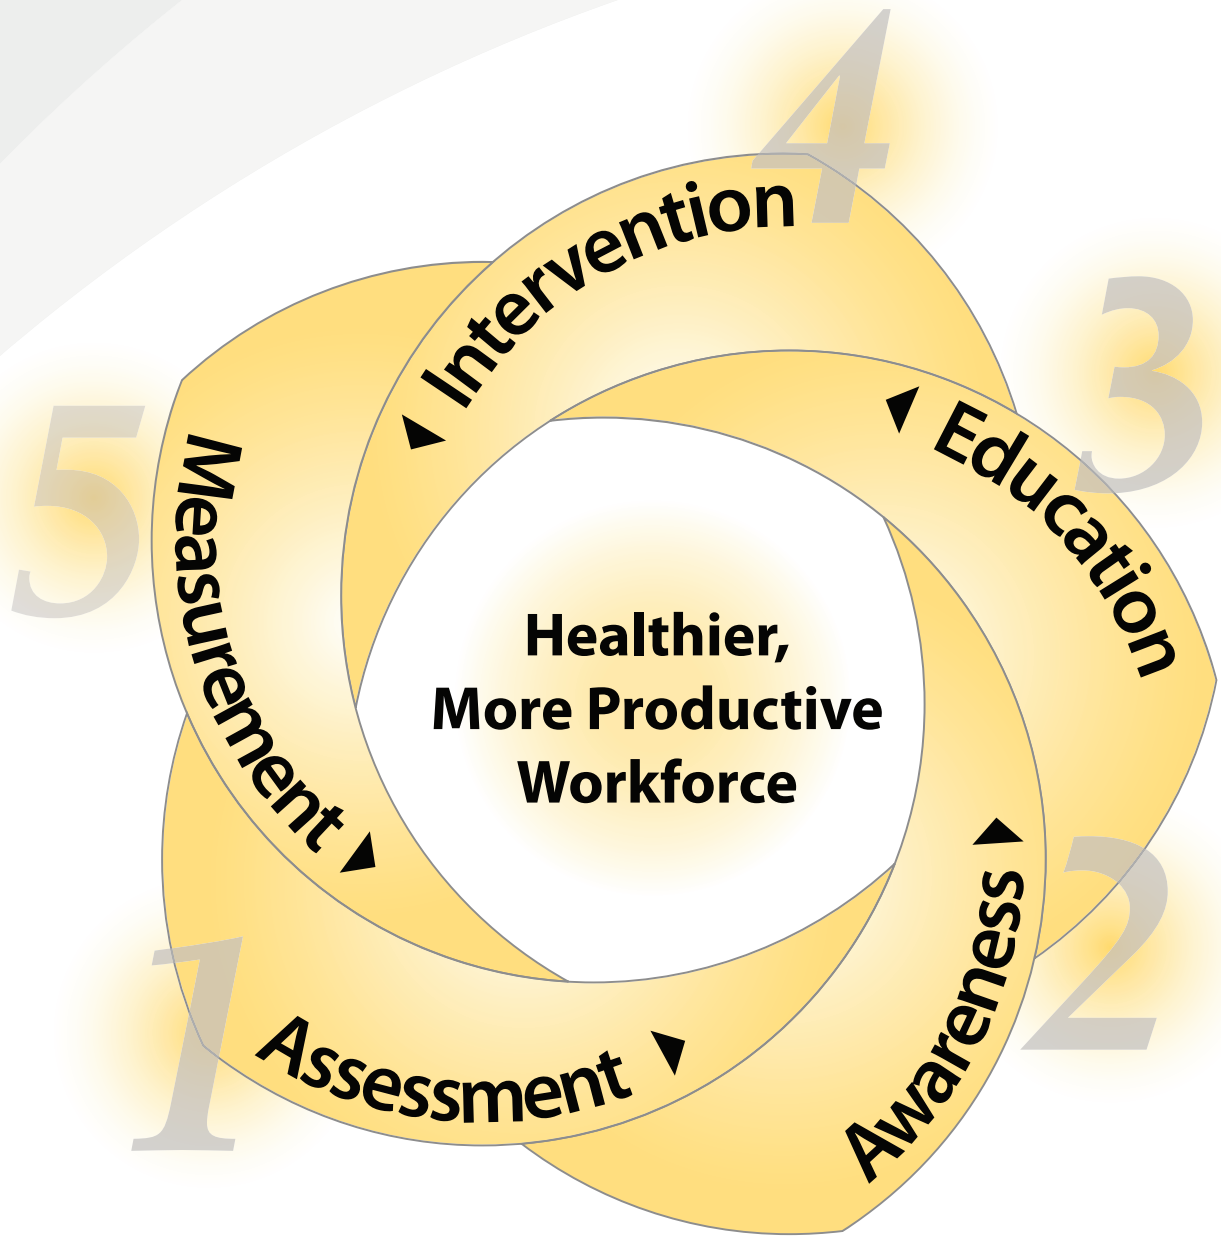 4
Intervention
3
Education
5
Measurement
Healthier,
More Productive
Workforce
2
Awareness
1
Assessment